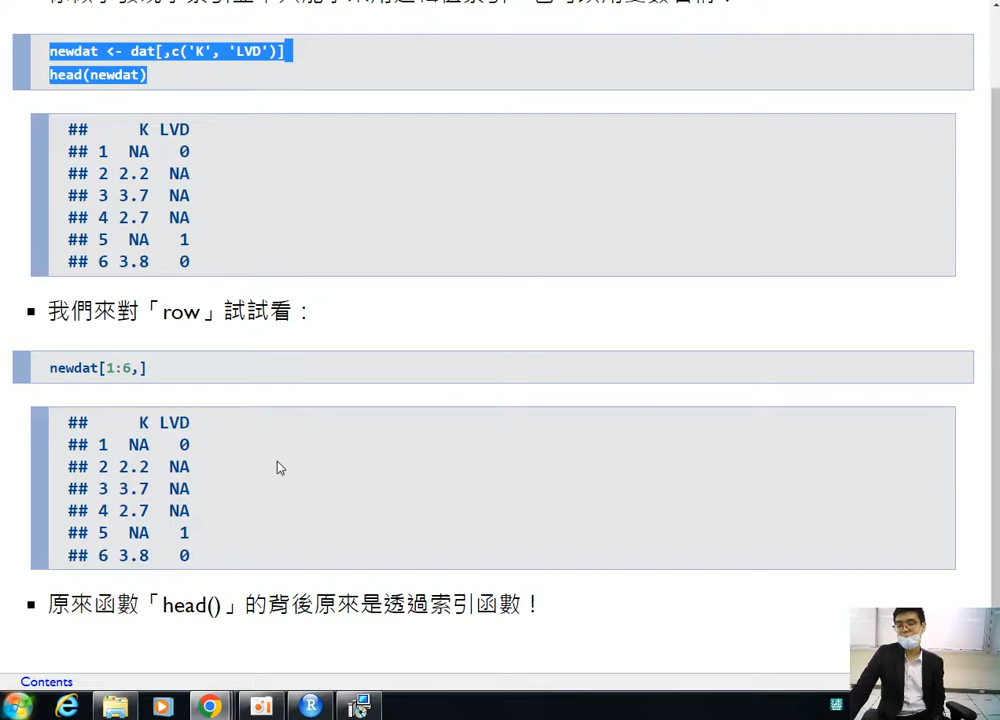 newdat <- dat[,c('K', 'LVD')]
head(newdat)
## K LVD
## 1 NA 0
## 2 2.2 NA
## 3 3.7 NA
## 4 2.7 NA
## 5 NA 1
## 6 3.8 0
▪ 我們來對「row」試試看：
newdat[1:6,]
## K LVD
## 1 NA 0
## 2 2.2 NA
## 3 3.7 NA
## 4 2.7 NA
## 5 NA 1
## 6 3.8 0
▪ 原來函數「head()」的背後原來是透過索引函數！
Contents